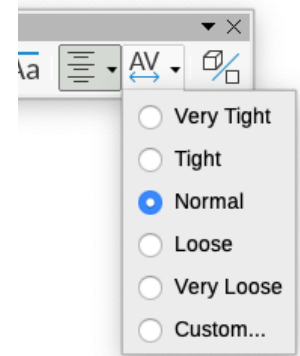 Aa AV
Very Tight
Tight
Normal
Loose
Very Loose
Custom...